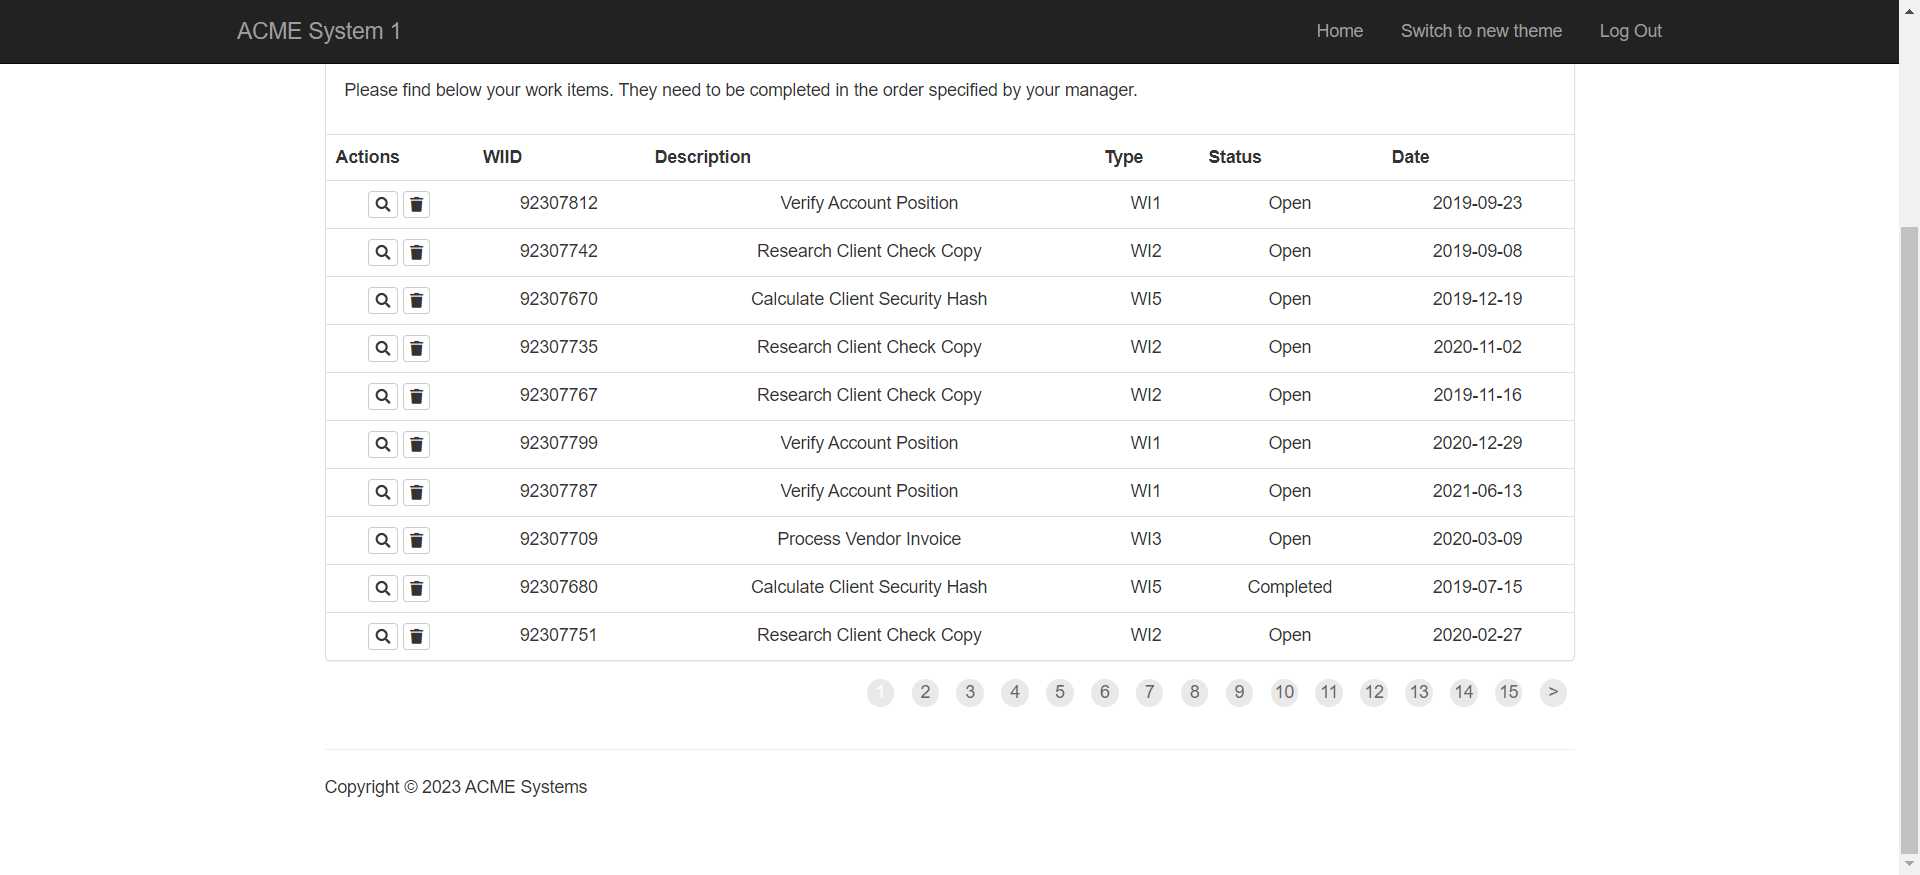 ACME System 1 Home Switch to new theme Log Out
Please find below your work items. They need to be completed in the order specified by your manager.
Actions WIID Description Type Status Date
92307812 Verify Account Position WI1 Open 2019-09-23
92307742 Research Client Check Copy WI2 Open 2019-09-08
92307670 Calculate Client Security Hash WI5 Open 2019-12-19
92307735 Research Client Check Copy WI2 Open 2020-11-02
92307767 Research Client Check Copy WI2 Open 2019-11-16
92307799 Verify Account Position WI1 Open 2020-12-29
92307787 Verify Account Position WI1 Open 2021-06-13
92307709 Process Vendor Invoice WI3 Open 2020-03-09
92307680 Calculate Client Security Hash WI5 Completed 2019-07-15
92307751 Research Client Check Copy WI2 Open 2020-02-27
1 2 3 4 5 6 7 8 9 10 11 12 13 14 15 >
Copyright © 2023 ACME Systems